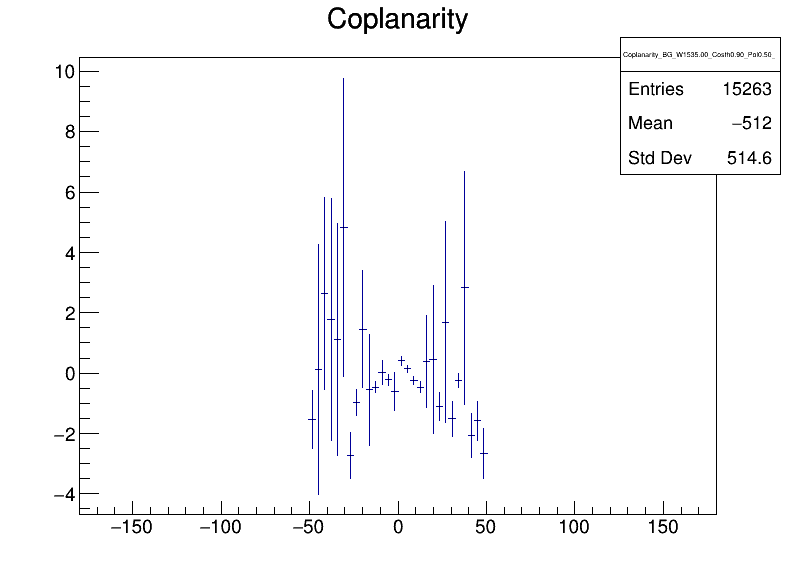 Coplanarity
Coplanarity_BG_W1535.00_Costh0.90_Pol0.50_
Entries 15263
Mean −512
Std Dev 514.6
10
8
6
4
2
0
−2
−4
−150 −100 −50 0 50 100 150